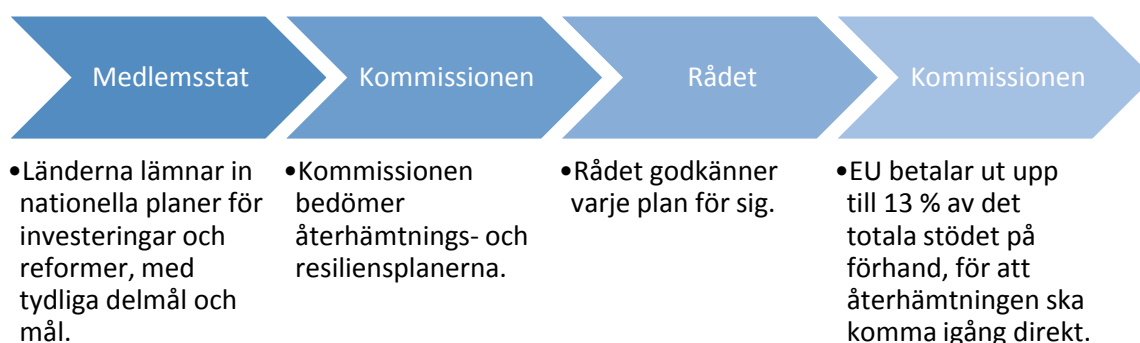 Medlemsstat
Kommissionen
Rådet
Kommissionen
•Länderna lämnar in
nationella planer för
investeringar och
reformer, med
tydliga delmål och
mål.
•Kommissionen
bedömer
återhämtnings- och
resiliensplanerna.
•Rådet godkänner
varje plan för sig.
•EU betalar ut upp
till 13 % av det
totala stödet på
förhand, för att
återhämtningen ska
komma igång direkt.